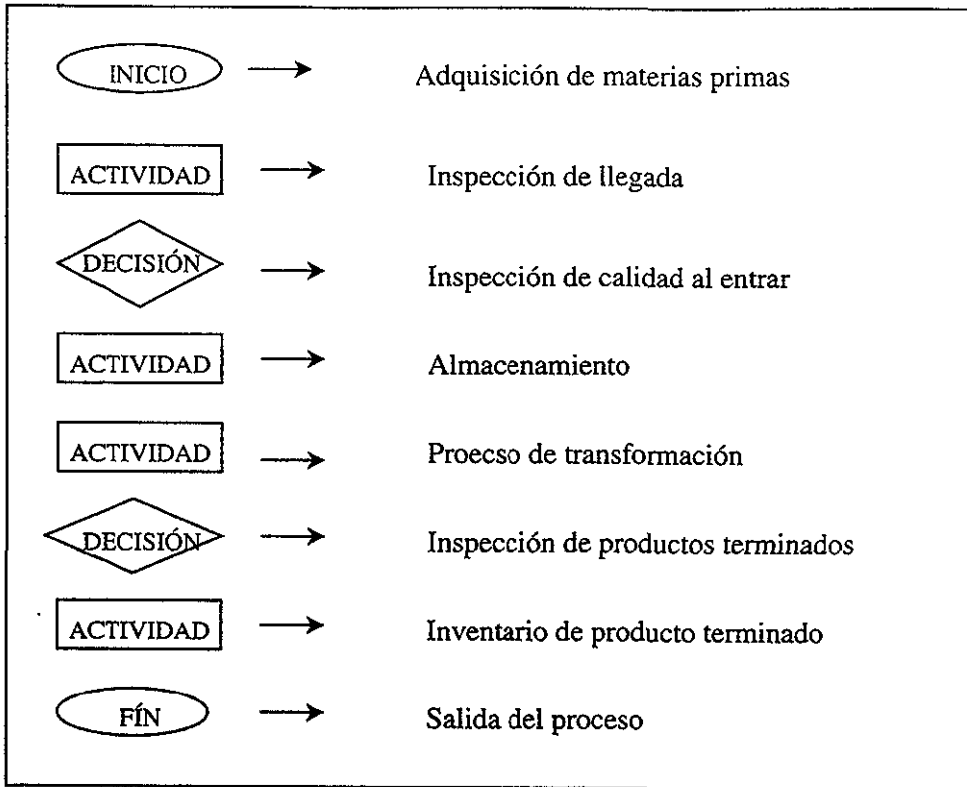 INICIO Adquisición de materias primas
ACTIVIDAD Inspección de llegada
DECISIÓN Inspección de calidad al entrar
ACTIVIDAD Almacenamiento
ACTIVIDAD Proecso de transformación
DECISIÓN Inspección de productos terminados
ACTIVIDAD Inventario de producto terminado
FÍN Salida del proceso